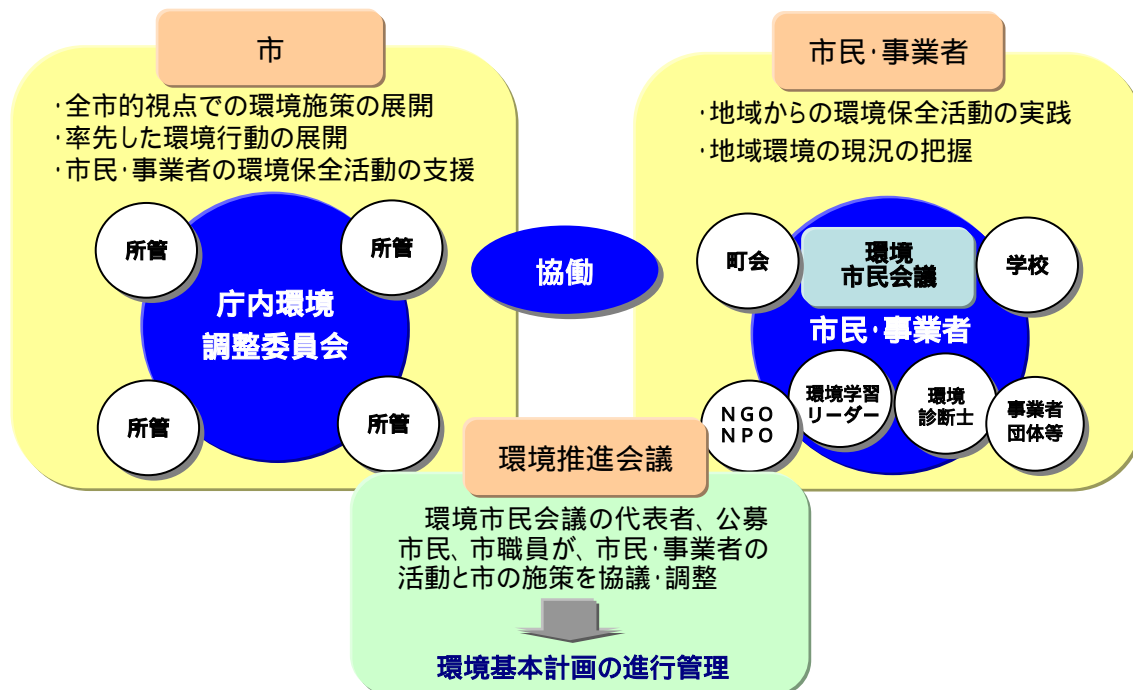 市
・全市的視点での環境施策の展開
・率先した環境行動の展開
・市民・事業者の環境保全活動の支援
所管
所管
庁内環境
調整委員会
所管
所管
協働
市民・事業者
・地域からの環境保全活動の実践
・地域環境の現況の把握
町会
環境
市民会議
学校
市民・事業者
NGO
NPO
環境学習
リーダー
環境
診断士
事業者
団体等
環境推進会議
環境市民会議の代表者、公募
市民、市職員が、市民・事業者の
活動と市の施策を協議・調整
環境基本計画の進行管理